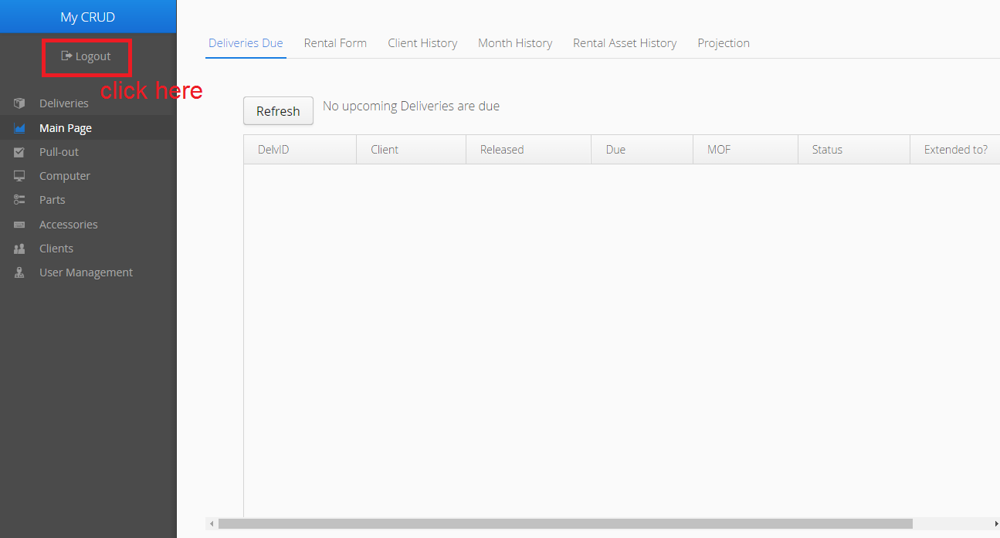 My CRUD
Logout
click here
Deliveries
Main Page
Pull-out
Computer
Parts
Accessories
Clients
User Management
Deliveries Due Rental Form Client History Month History Rental Asset History Projection
Refresh No upcoming Deliveries are due
DelvID Client Released Due MOF Status Extended to?